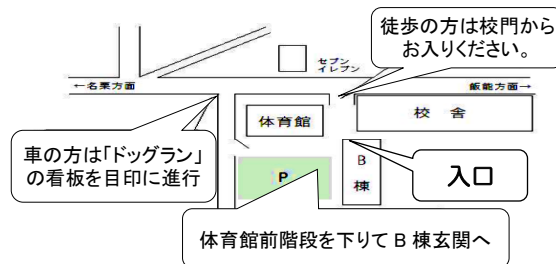 徒歩の方は校門から
お入りください。
セブン
イレブン
←名栗方面
飯能方面→
体育館
校 舎
車の方は「ドッグラン」
の看板を目印に進行
P
B
棟
入口
体育館前階段を下りてB棟玄関へ